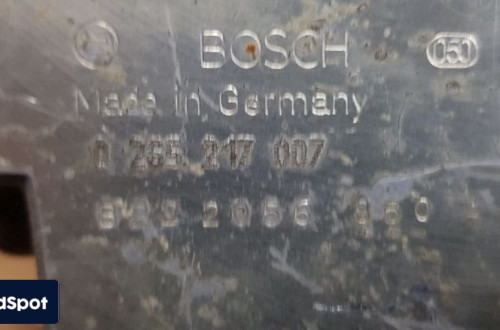 BOSCH 050
Made in Germany
0 265 217 007
2056
dSpot